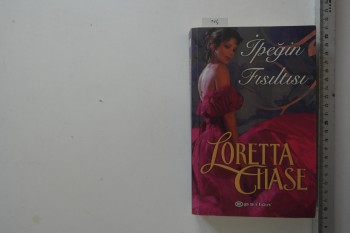 İpeğin
Fısıltısı
LORETTA
CHASE